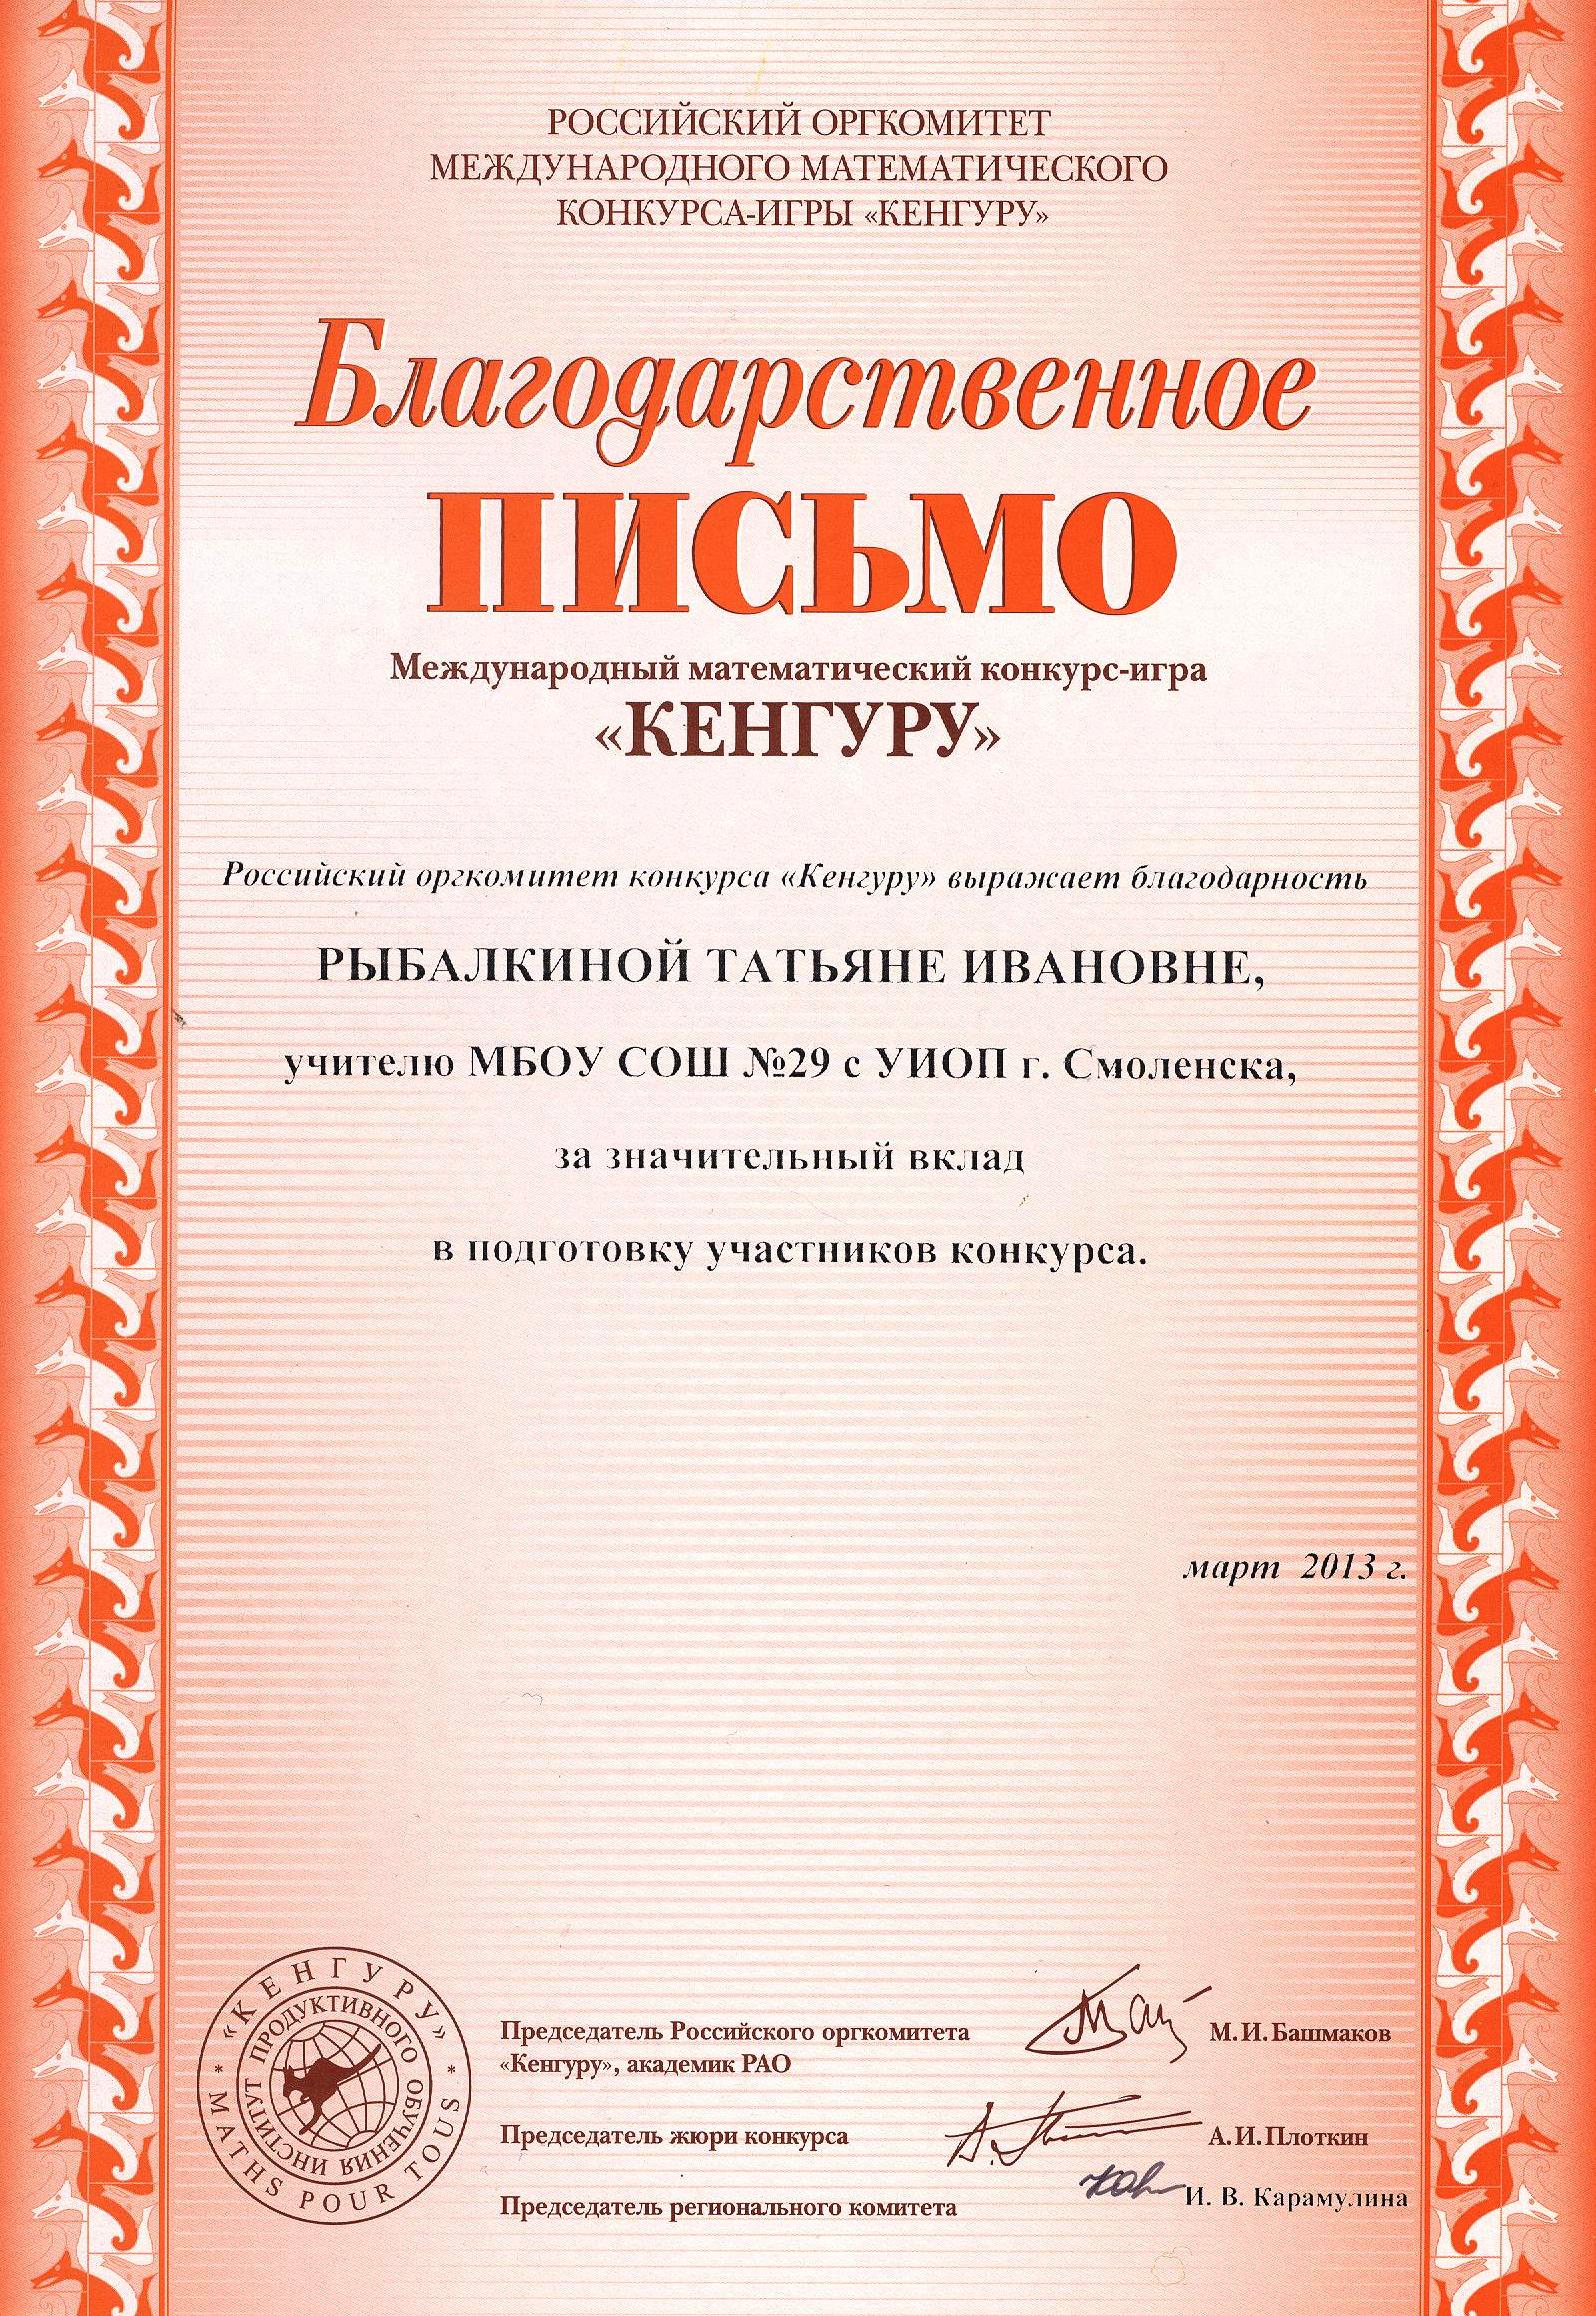 РОССИЙСКИЙ ОРГКОМИТЕТ
МЕЖДУНАРОДНОГО МАТЕМАТИЧЕСКОГО
КОНКУРСА-ИГРЫ «КЕНГУРУ»
Благодарственное
ПИСЬМО
Международный математический конкурс-игра
«КЕНГУРУ»
Российский оргкомитет конкурса «Кенгуру» выражает благодарность
РЫБАЛКИНОЙ ТАТЬЯНЕ ИВАНОВНЕ,
учителю МБОУ СОШ №29 с УИОП г. Смоленска,
за значительный вклад
в подготовку участников конкурса.
март 2013 г.
«КЕНГУРУ»
* MATHS POUR TOUS *
ИНСТИТУТ ПРОДУКТИВНОГО ОБУЧЕНИЯ
Председатель Российского оргкомитета
«Кенгуру», академик РАО
М.И.Башмаков
Председатель жюри конкурса
А.И.Плоткин
Председатель регионального комитета
И. В. Карамулина